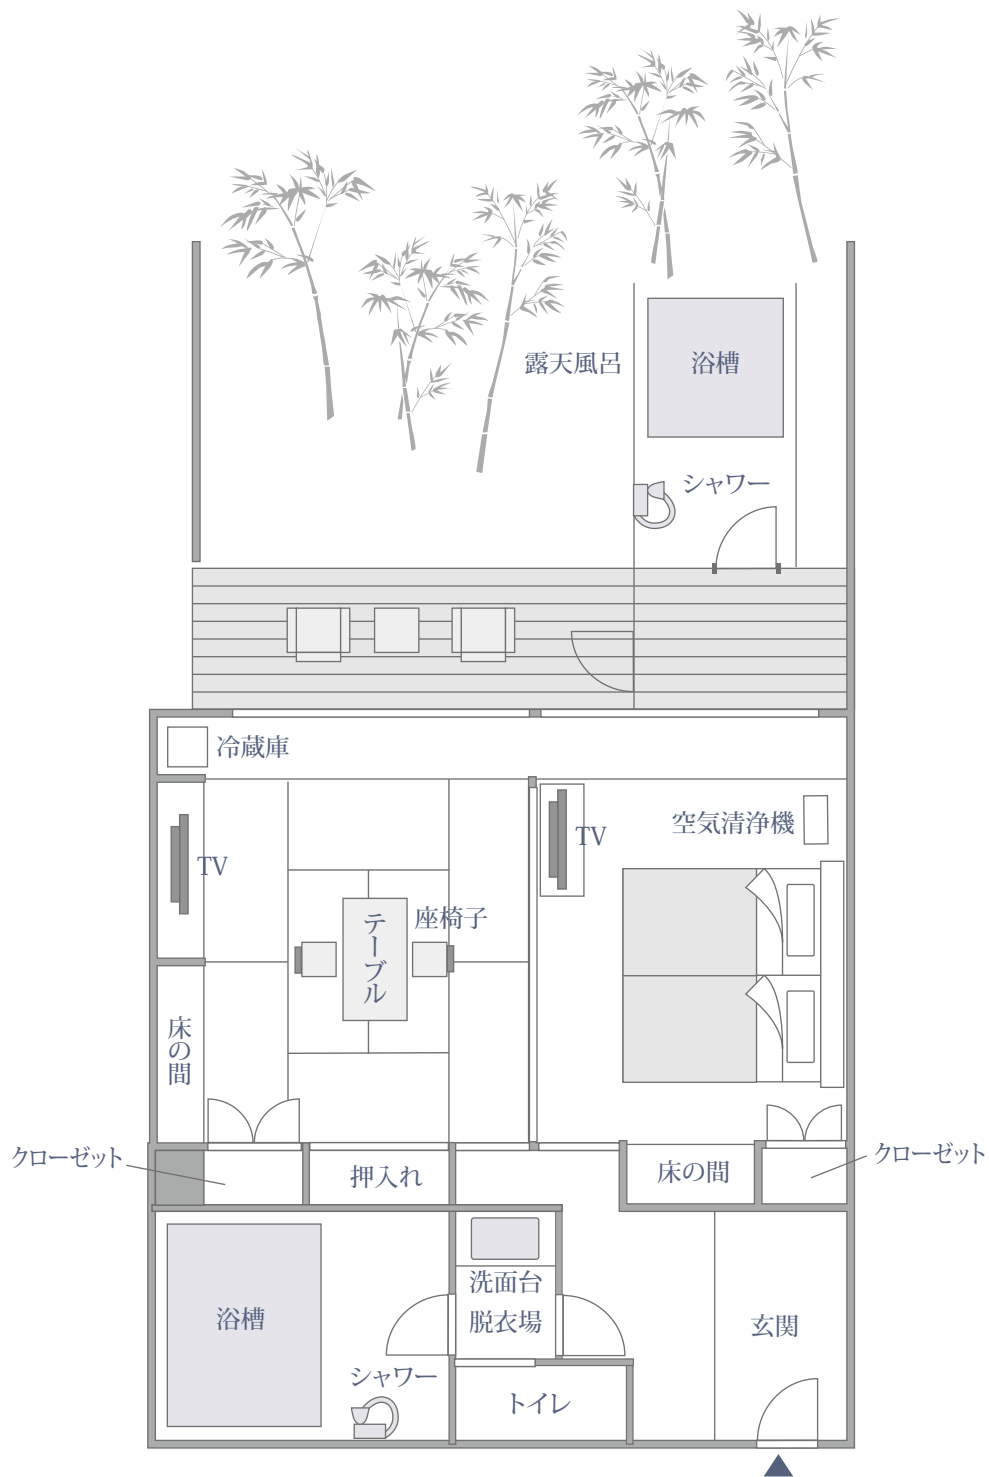 露天風呂
浴槽
シャワー
冷蔵庫
TV
TV
空気清浄機
座椅子
テーブル
床の間
クローゼット
押入れ
床の間
クローゼット
洗面台
脱衣場
浴槽
玄関
シャワー
トイレ